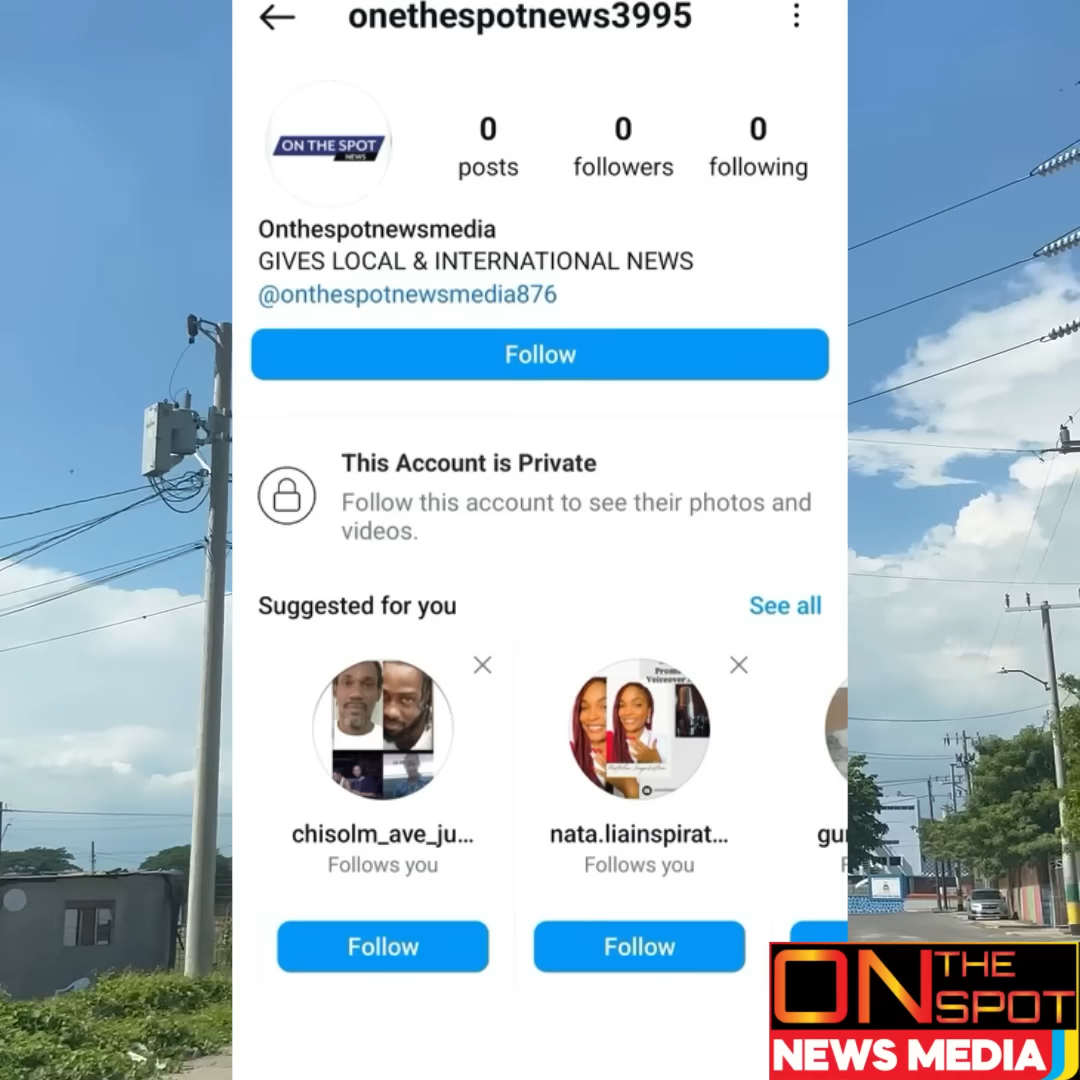 onethespotnews3995
0
posts
0
followers
0
following
ON THE SPOT
NEWS
Onthespotnewsmedia
GIVES LOCAL & INTERNATIONAL NEWS
@onthespotnewsmedia876
Follow
This Account is Private
Follow this account to see their photos and
videos.
Suggested for you
See all
Voiceover
chisolm_ave_ju...
Follows you
Follow
nata.liainspirat...
Follows you
Follow
gu
ON THE
SPOT
NEWS MEDIA